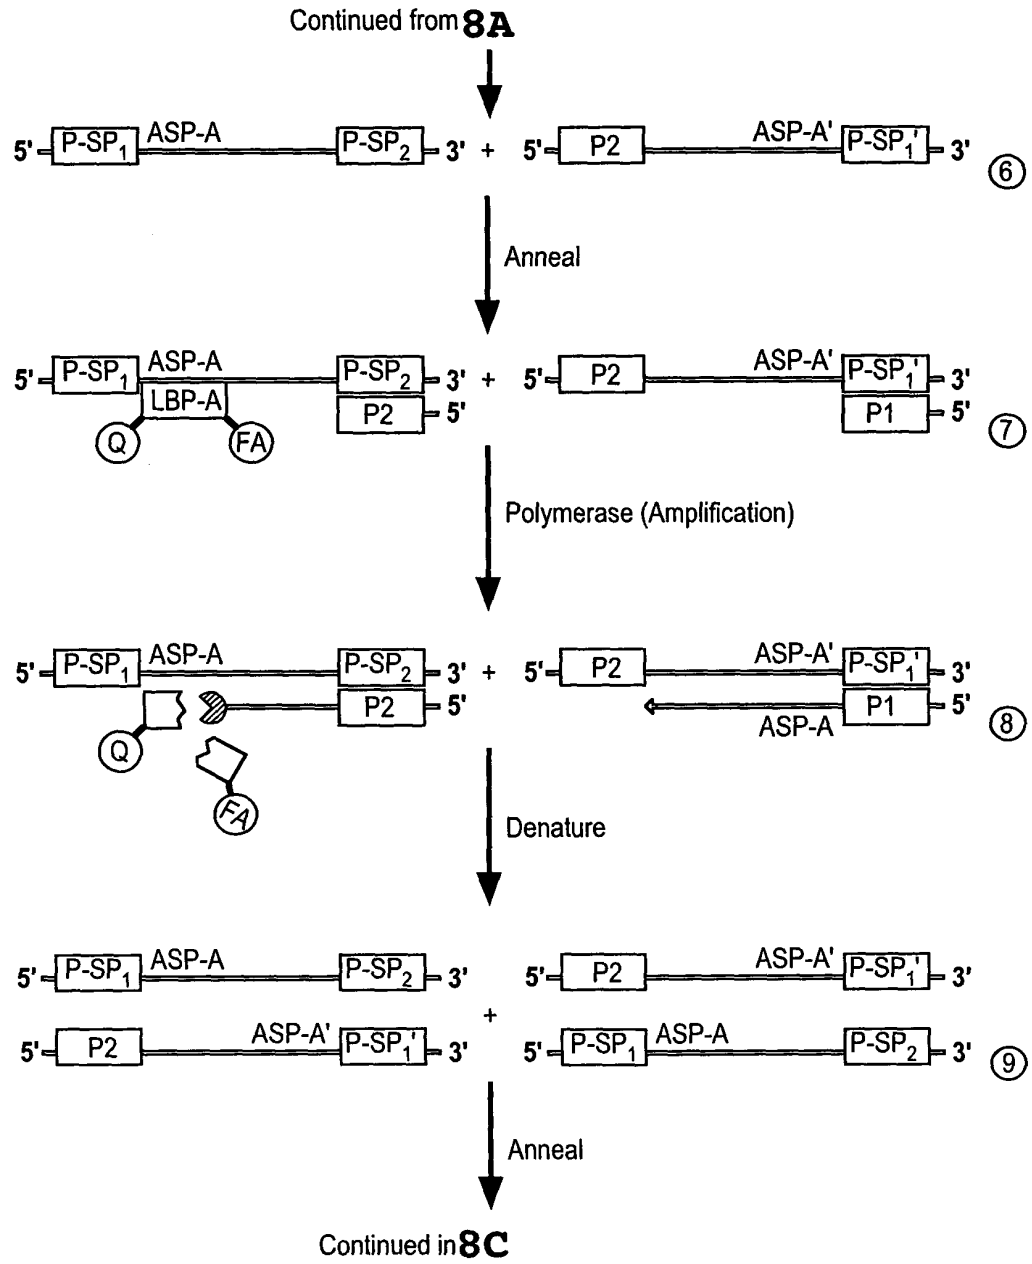 Continued from 8A
5' P-SP1 ASP-A P-SP2 3' + 5' P2 ASP-A' P-SP1' 3' 6
Anneal
5' P-SP1 ASP-A P-SP2 3' + 5' P2 ASP-A' P-SP1' 3'
LBP-A P2 5' P1 5'
Q FA 7
Polymerase (Amplification)
5' P-SP1 ASP-A P-SP2 3' + 5' P2 ASP-A' P-SP1' 3'
P2 5' ASP-A P1 5' 8
Q
FA
Denature
5' P-SP1 ASP-A P-SP2 3' 5' P2 ASP-A' P-SP1' 3'
+
5' P2 ASP-A' P-SP1' 3' 5' P-SP1 ASP-A P-SP2 3' 9
Anneal
Continued in 8C